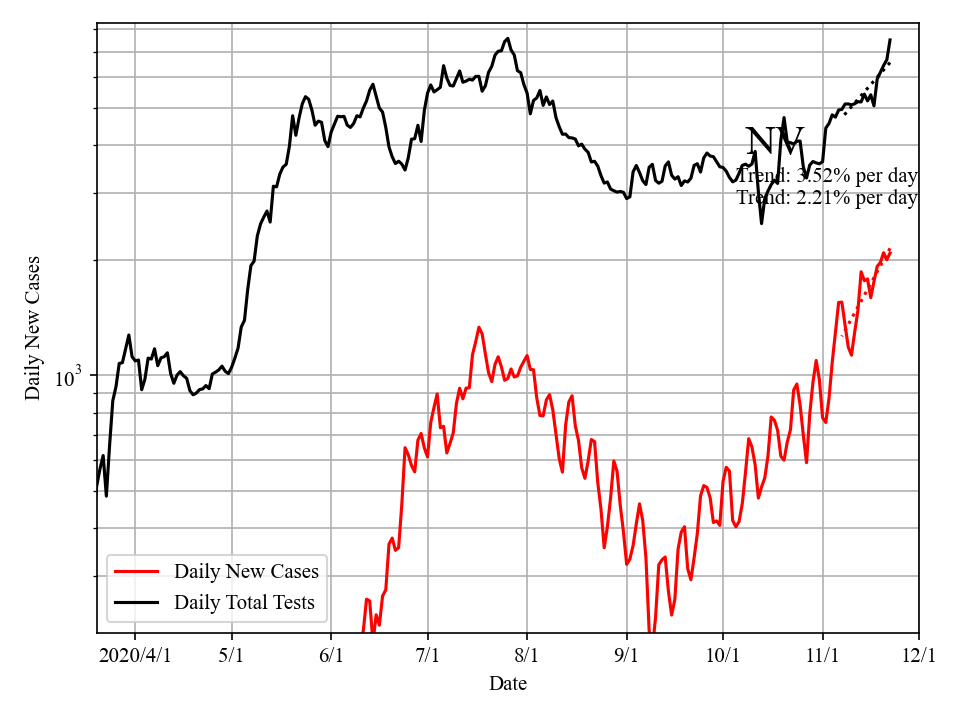 NV
Trend: 3.52% per day
Trend: 2.21% per day
Daily New Cases
10^3
Daily New Cases
Daily Total Tests
2020/4/1 5/1 6/1 7/1 8/1 9/1 10/1 11/1 12/1
Date